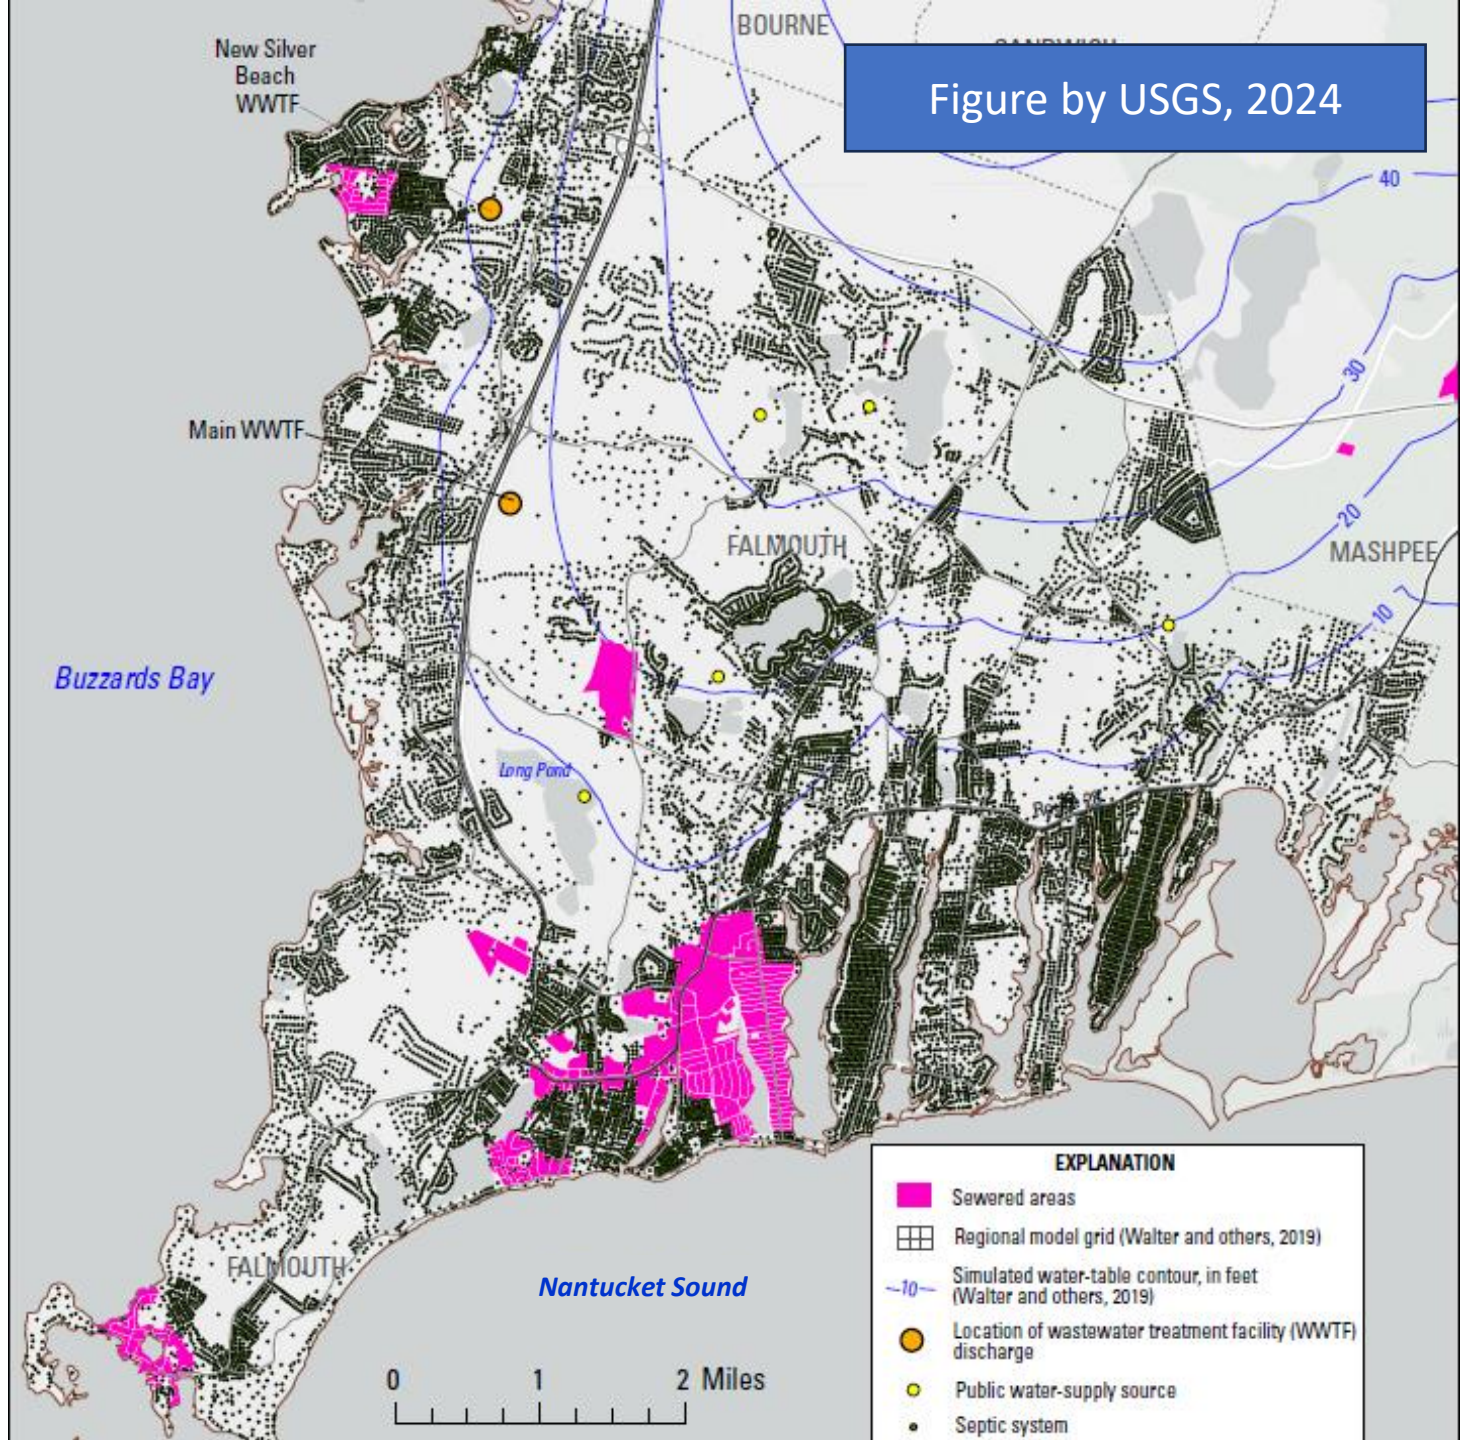 BOURNE
Figure by USGS, 2024
New Silver
Beach
WWTF
40
30
Main WWTF
20
FALMOUTH
MASHPEE
10
Buzzards Bay
Long Pond
FALMOUTH
Nantucket Sound
0 1 2 Miles
EXPLANATION
Sewered areas
Regional model grid (Walter and others, 2019)
-10-
Simulated water-table contour, in feet
(Walter and others, 2019)
Location of wastewater treatment facility (WWTF)
discharge
Public water-supply source
Septic system